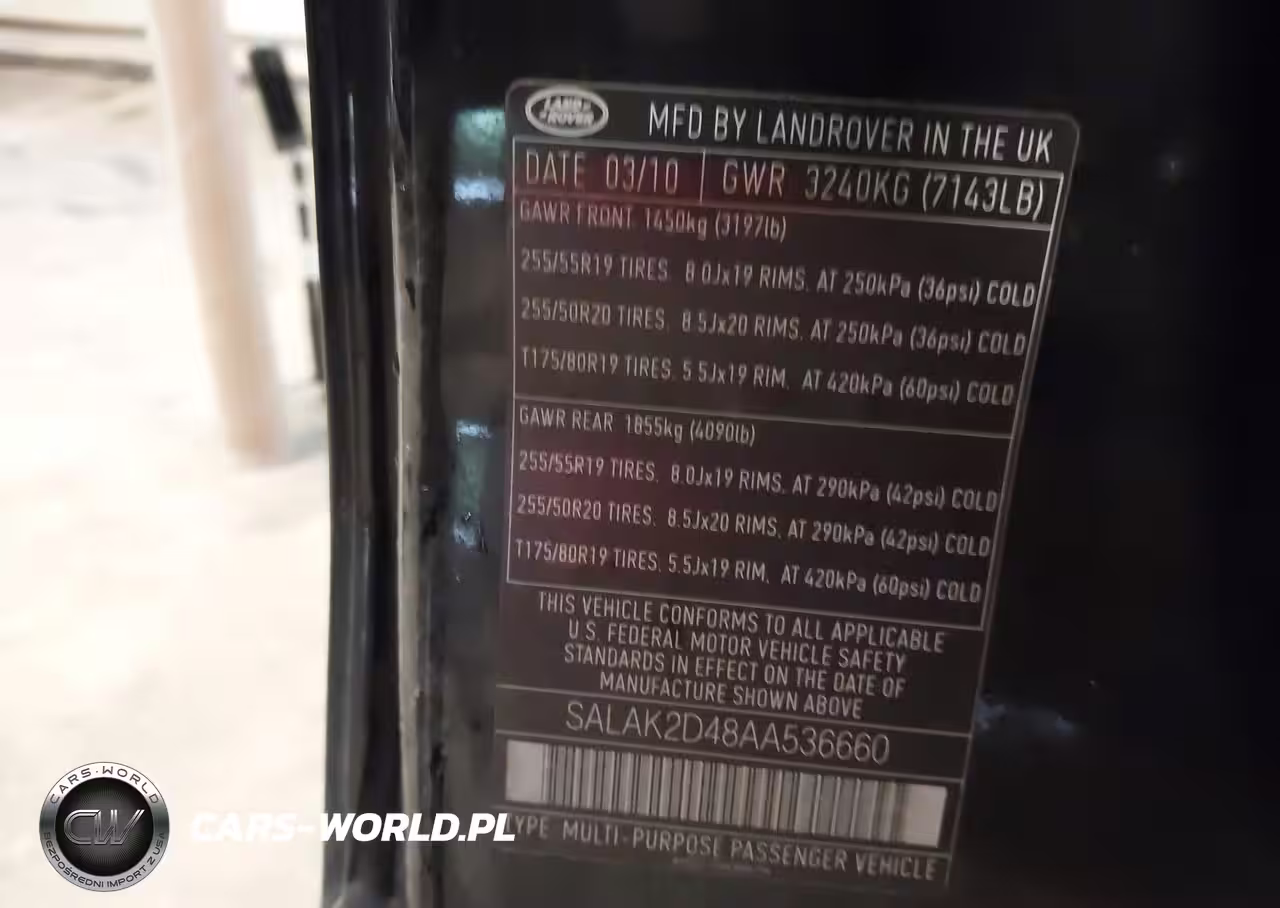 LAND ROVER
MFD BY LANDROVER IN THE UK
DATE 03/10 GWR 3240KG (7143LB)
GAWR FRONT 1450kg (3197lb)
255/55R19 TIRES. 8.0Jx19 RIMS. AT 250kPa (36psi) COLD
255/50R20 TIRES. 8.5Jx20 RIMS. AT 250kPa (36psi) COLD
T175/80R19 TIRES. 5.5Jx19 RIM. AT 420kPa (60psi) COLD
GAWR REAR 1855kg (4090lb)
255/55R19 TIRES. 8.0Jx19 RIMS. AT 290kPa (42psi) COLD
255/50R20 TIRES. 8.5Jx20 RIMS. AT 290kPa (42psi) COLD
T175/80R19 TIRES. 5.5Jx19 RIM. AT 420kPa (60psi) COLD
THIS VEHICLE CONFORMS TO ALL APPLICABLE
U.S. FEDERAL MOTOR VEHICLE SAFETY
STANDARDS IN EFFECT ON THE DATE OF
MANUFACTURE SHOWN ABOVE
SALAK2D48AA536660
YPE MULTI-PURPOSE PASSENGER VEHICLE
CARS-WORLD
CW
BEZPOŚREDNI IMPORT Z USA
CARS-WORLD.PL